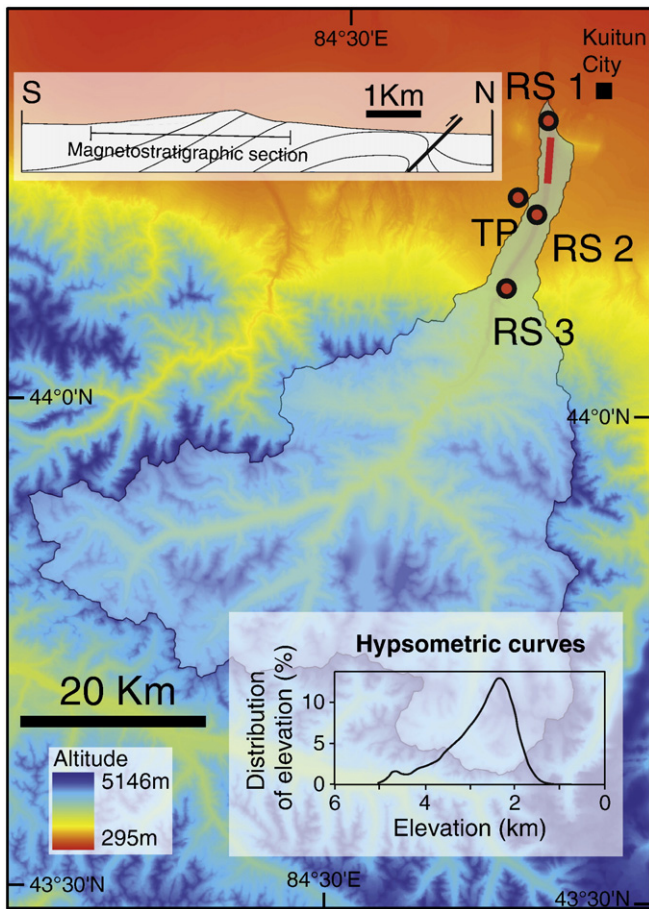 84°30'E
Kuitun
City
RS 1
S
1Km
N
Magnetostratigraphic section
TP
RS 2
RS 3
44°0'N
44°0'N
Hypsometric curves
20 Km
Distribution
of elevation (%)
10
5
0
6
4
2
0
Elevation (km)
Altitude
5146m
295m
43°30'N
84°30'E
43°30'N